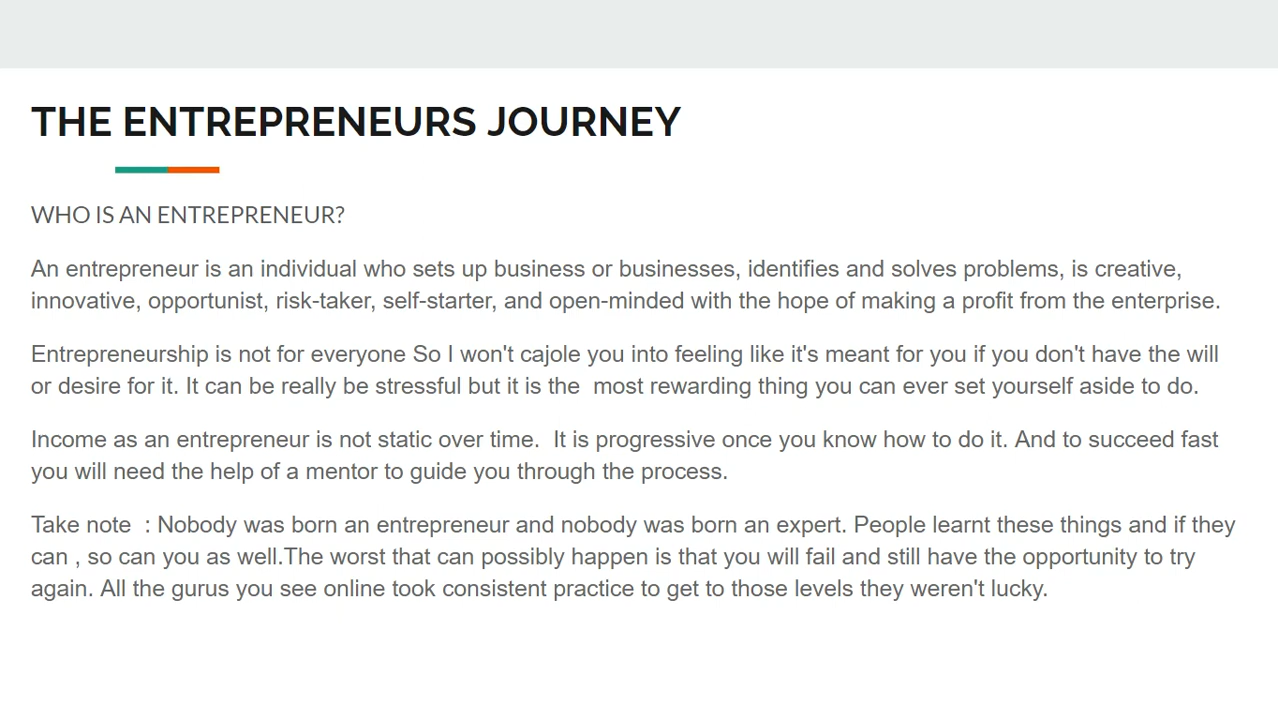 THE ENTREPRENEURS JOURNEY
WHO IS AN ENTREPRENEUR?
An entrepreneur is an individual who sets up business or businesses, identifies and solves problems, is creative,
innovative, opportunist, risk-taker, self-starter, and open-minded with the hope of making a profit from the enterprise.
Entrepreneurship is not for everyone So I won't cajole you into feeling like it's meant for you if you don't have the will
or desire for it. It can be really be stressful but it is the  most rewarding thing you can ever set yourself aside to do.
Income as an entrepreneur is not static over time.  It is progressive once you know how to do it. And to succeed fast
you will need the help of a mentor to guide you through the process.
Take note  : Nobody was born an entrepreneur and nobody was born an expert. People learnt these things and if they
can , so can you as well.The worst that can possibly happen is that you will fail and still have the opportunity to try
again. All the gurus you see online took consistent practice to get to those levels they weren't lucky.